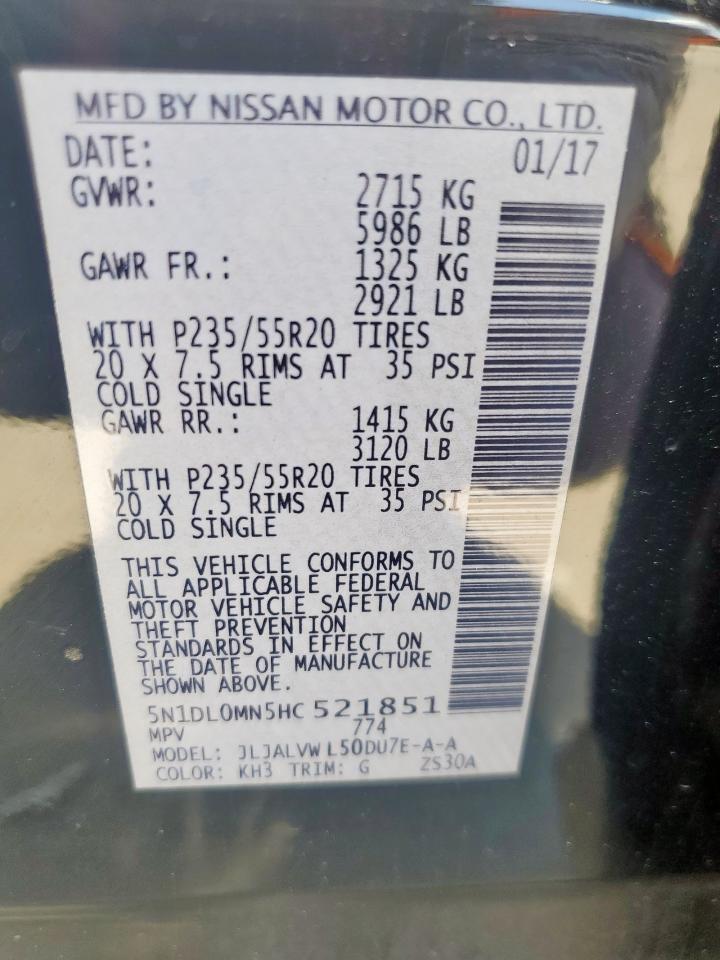 MFD BY NISSAN MOTOR CO., LTD.
DATE: 01/17
GVWR: 2715 KG
5986 LB
GAWR FR.: 1325 KG
2921 LB
WITH P235/55R20 TIRES
20 X 7.5 RIMS AT 35 PSI
COLD SINGLE
GAWR RR.: 1415 KG
3120 LB
WITH P235/55R20 TIRES
20 X 7.5 RIMS AT 35 PSI
COLD SINGLE
THIS VEHICLE CONFORMS TO
ALL APPLICABLE FEDERAL
MOTOR VEHICLE SAFETY AND
THEFT PREVENTION
STANDARDS IN EFFECT ON
THE DATE OF MANUFACTURE
SHOWN ABOVE.
5N1DL0MN5HC 521851
MPV 774
MODEL: JLJALVW L50DU7E-A-A
COLOR: KH3 TRIM: G ZS30A